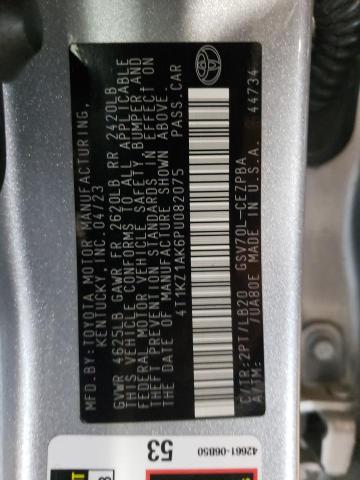 MFD.BY:TOYOTA MOTOR MANUFACTURING,
KENTUCKY, INC. 04/23
GVWR 4625LB GAWR FR 2620LB RR 2420LB
THIS VEHICLE CONFORMS TO ALL APPLICABLE
FEDERAL MOTOR VEHICLE SAFETY BUMPER, AND
THEFT PREVENTION STANDARDS IN EFFECT ON
THE DATE OF MANUFACTURE SHOWN ABOVE.
4T1KZ1AK6PU082075 PASS.CAR
C/TR:2PT/LB20 GSV70L-CEZPBA
A/TM: /UA80E MADE IN U.S.A. 44734
53
42661-06B50